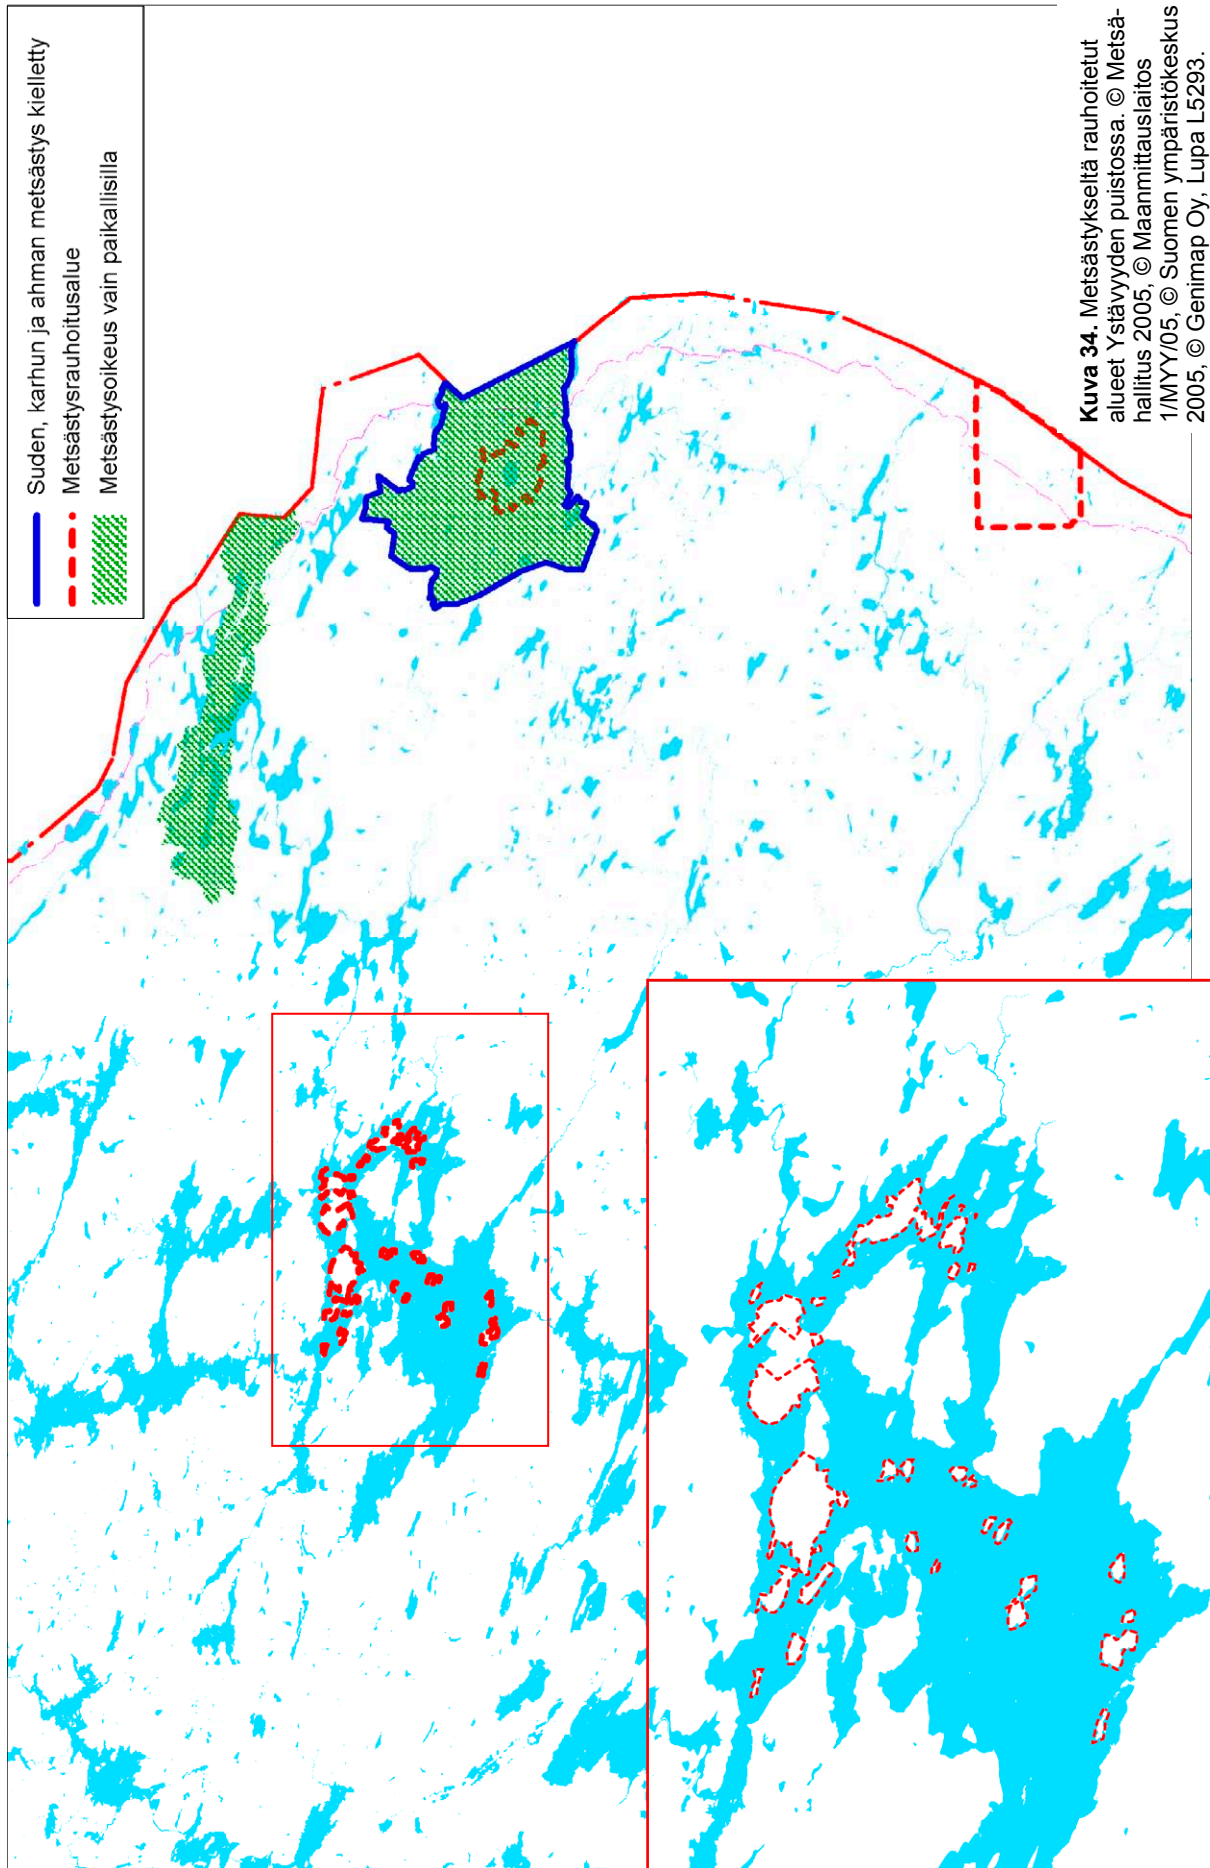 Suden, karhun ja ahman metsästys kielletty
Metsästysrauhoitusalue
Metsästysoikeus vain paikallisilla
Kuva 34. Metsästykseltä rauhoitetut
alueet Ystävyyden puistossa. © Metsä-
hallitus 2005, © Maanmittauslaitos
1/MYY/05, © Suomen ympäristökeskus
2005, © Genimap Oy, Lupa L5293.